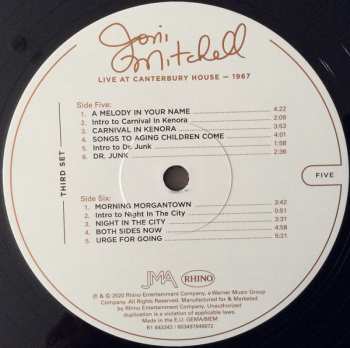 Joni
Mitchell
LIVE AT CANTERBURY HOUSE — 1967
Side Five:
1. A MELODY IN YOUR NAME 4:22
2. Intro to Carnival In Kenora 2:09
3. CARNIVAL IN KENORA 3:53
4. SONGS TO AGING CHILDREN COME 4:01
5. Intro to Dr. Junk 1:58
6. DR. JUNK 2:36
THIRD SET
FIVE
Side Six:
1. MORNING MORGANTOWN 3:42
2. Intro to Night In The City 0:51
3. NIGHT IN THE CITY 3:31
4. BOTH SIDES NOW 5:58
5. URGE FOR GOING 5:31
JMA RHINO
℗ & © 2020 Rhino Entertainment Company, a Warner Music Group
Company. All Rights Reserved. Manufactured for & Marketed
by Rhino Entertainment Company. Unauthorized
duplication is a violation of applicable laws.
Made in the E.U. GEMA/BIEM.